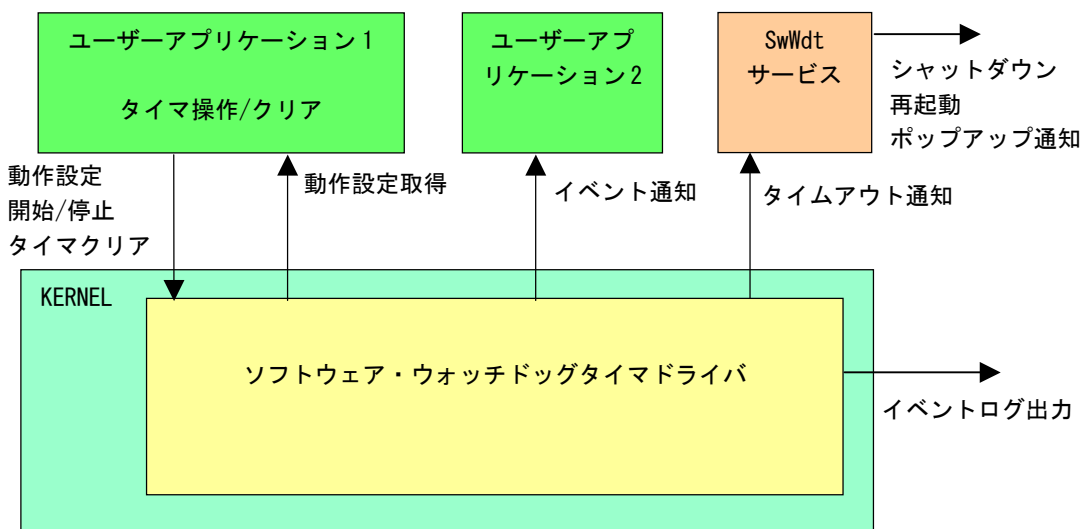 ユーザーアプリケーション１
タイマ操作/クリア
ユーザーアプ
リケーション２
SwWdt
サービス
シャットダウン
再起動
ポップアップ通知
動作設定
開始/停止
タイマクリア
動作設定取得
イベント通知
タイムアウト通知
KERNEL
ソフトウェア・ウォッチドッグタイマドライバ
イベントログ出力